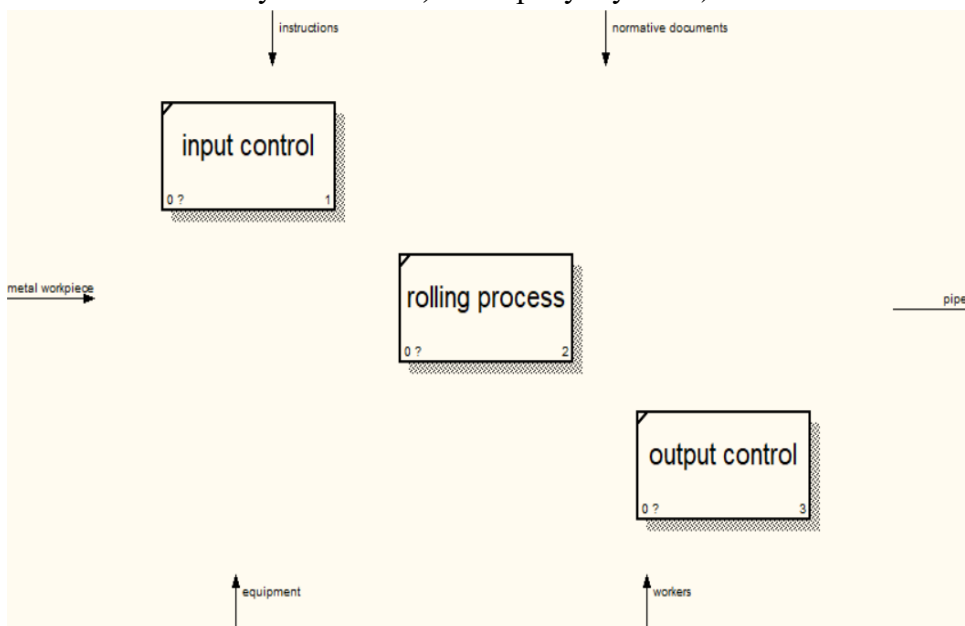 instructions
normative documents
input control
0 ? 1
metal workpiece
rolling process
pipe
0 ? 2
output control
0 ? 3
equipment
workers